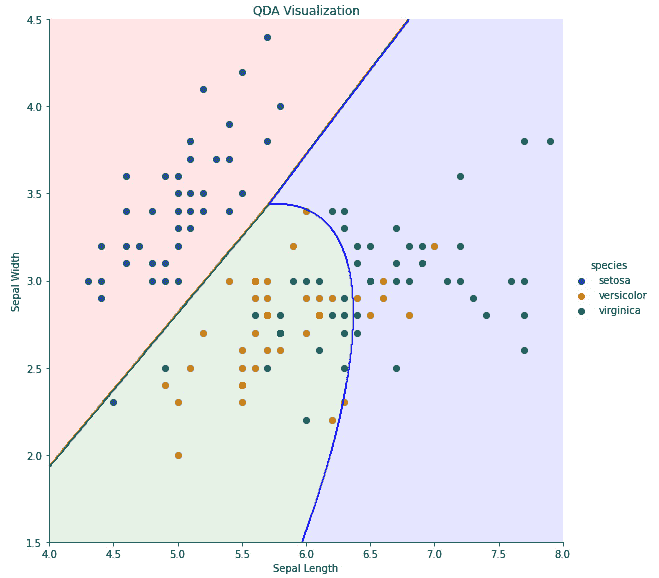 QDA Visualization
4.5
4.0
3.5
3.0
2.5
2.0
1.5
Sepal Width
4.0 4.5 5.0 5.5 6.0 6.5 7.0 7.5 8.0
Sepal Length
species
setosa
versicolor
virginica